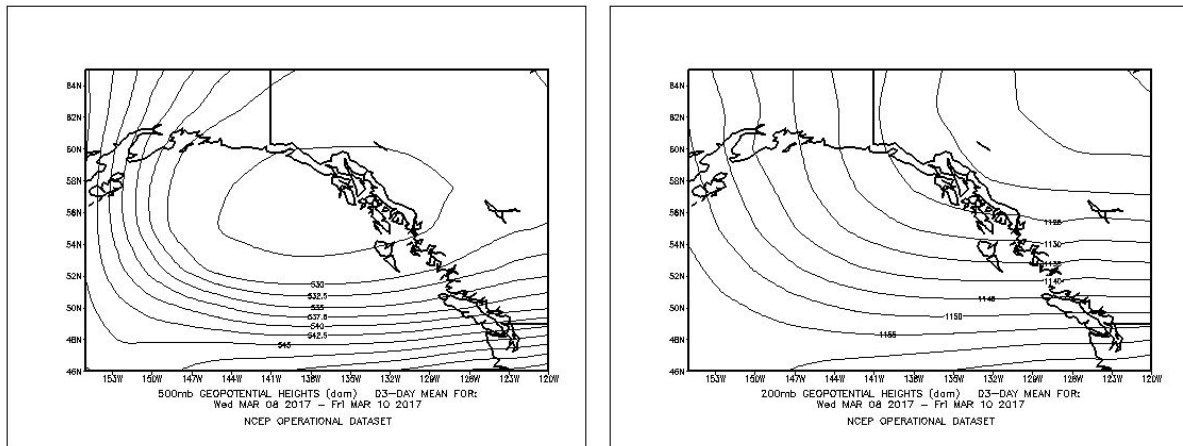 64N
62N
60N
58N
56N
54N
52N
50N
48N
46N
530
532.5
535
537.5
540
542.5
545
153W 150W 147W 144W 141W 138W 135W 132W 129W 126W 123W 120W
500mb GEOPOTENTIAL HEIGHTS (dam) 03-DAY MEAN FOR:
Wed MAR 08 2017 - Fri MAR 10 2017
NCEP OPERATIONAL DATASET
64N
62N
60N
58N
56N
54N
52N
50N
48N
46N
1125
1130
1135
1140
1145
1150
1155
153W 150W 147W 144W 141W 138W 135W 132W 129W 126W 123W 120W
200mb GEOPOTENTIAL HEIGHTS (dam) 03-DAY MEAN FOR:
Wed MAR 08 2017 - Fri MAR 10 2017
NCEP OPERATIONAL DATASET